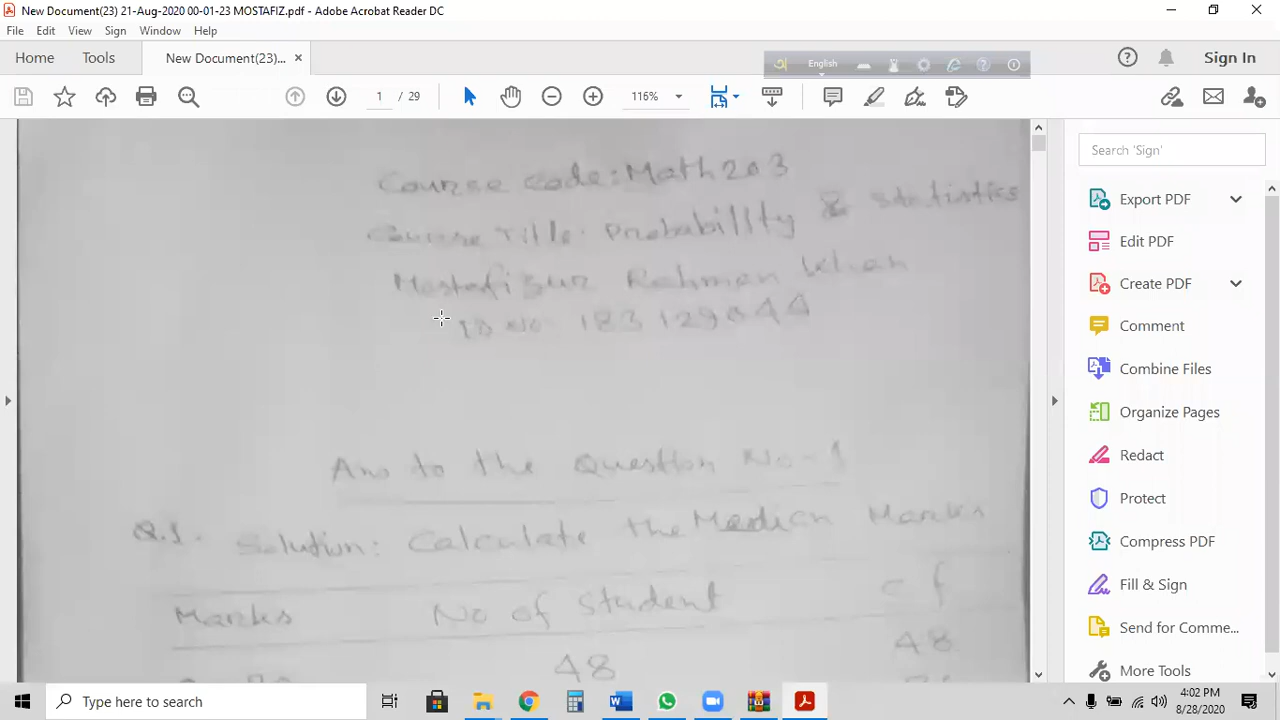 New Document(23) 21-Aug-2020 00-01-23 MOSTAFIZ.pdf - Adobe Acrobat Reader DC
File Edit View Sign Window Help
Home Tools New Document(23)... × English Sign In
1 / 29 116%
Search 'Sign'
Export PDF
Edit PDF
Create PDF
Comment
Combine Files
Organize Pages
Redact
Protect
Compress PDF
Fill & Sign
Send for Comme...
More Tools
Course Code: Math 203
Course Title: Probability & Statistics
Mostafizur Rahman Khan
ID No: 183 129044
Ans to the Question No-1
Q.1. Solution: Calculate the Median Marks
Marks No of Student c f
48 48
Type here to search
4:02 PM
8/28/2020